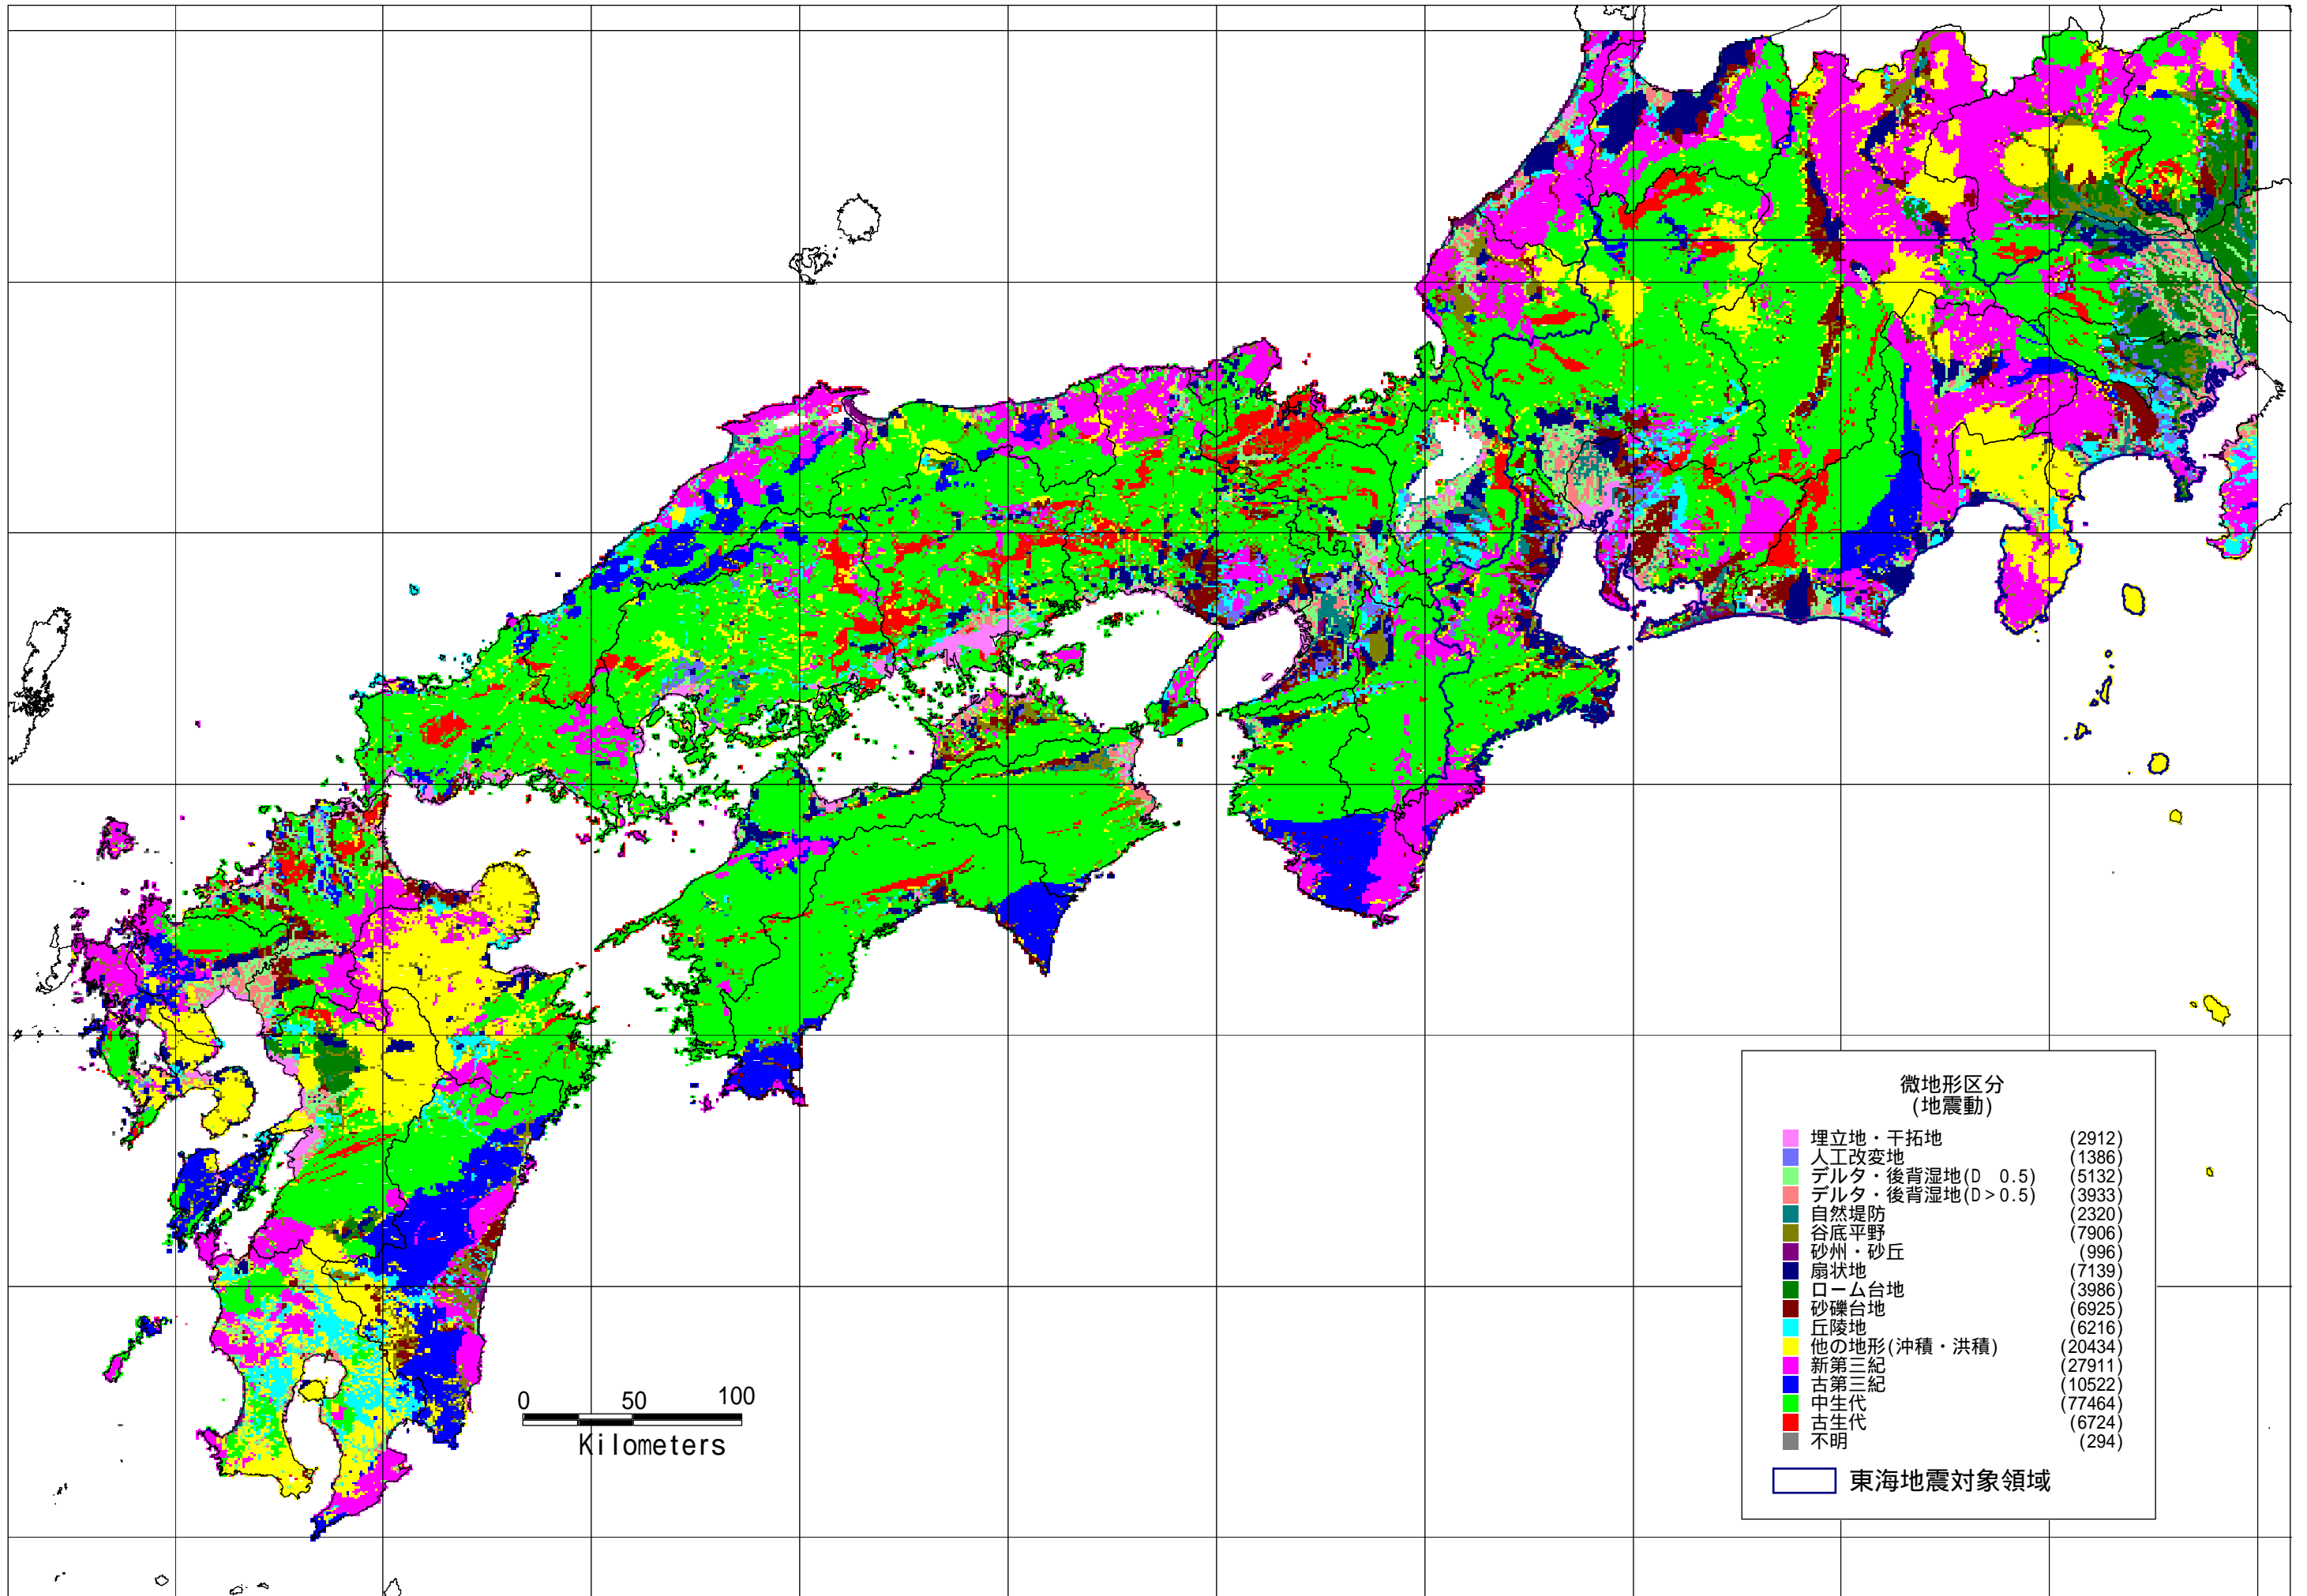 微地形区分
(地震動)
埋立地・干拓地 (2912)
人工改変地 (1386)
デルタ・後背湿地(D 0.5) (5132)
デルタ・後背湿地(D>0.5) (3933)
自然堤防 (2320)
谷底平野 (7906)
砂州・砂丘 (996)
扇状地 (7139)
ローム台地 (3986)
砂礫台地 (6925)
丘陵地 (6216)
他の地形(沖積・洪積) (20434)
新第三紀 (27911)
古第三紀 (10522)
中生代 (77464)
古生代 (6724)
不明 (294)
東海地震対象領域
0 50 100
Kilometers